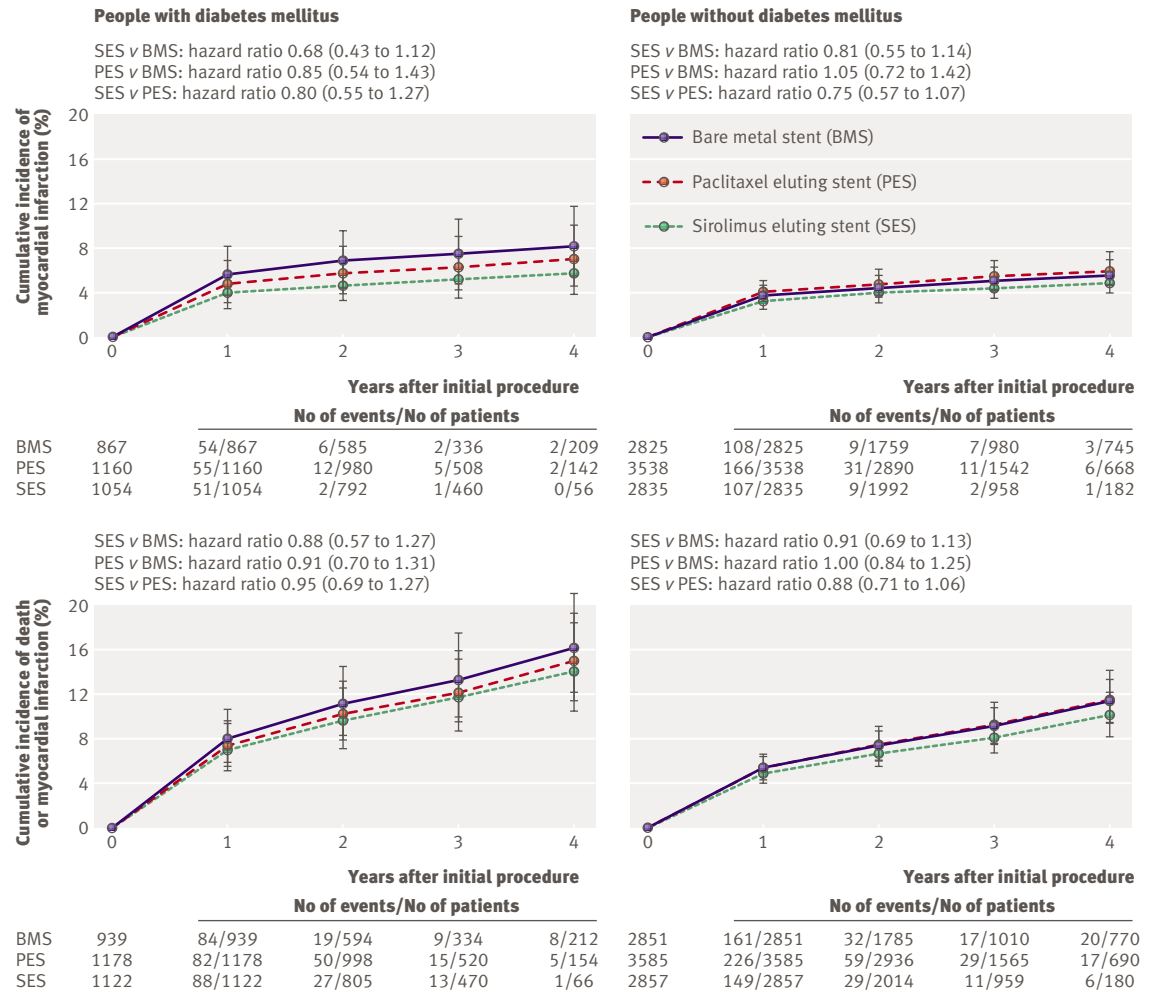 People with diabetes mellitus
SES v BMS: hazard ratio 0.68 (0.43 to 1.12)
PES v BMS: hazard ratio 0.85 (0.54 to 1.43)
SES v PES: hazard ratio 0.80 (0.55 to 1.27)
People without diabetes mellitus
SES v BMS: hazard ratio 0.81 (0.55 to 1.14)
PES v BMS: hazard ratio 1.05 (0.72 to 1.42)
SES v PES: hazard ratio 0.75 (0.57 to 1.07)
Cumulative incidence of
myocardial infarction (%)
20
16
12
8
4
0
0 1 2 3 4
Years after initial procedure
Bare metal stent (BMS)
Paclitaxel eluting stent (PES)
Sirolimus eluting stent (SES)
0 1 2 3 4
Years after initial procedure
No of events/No of patients
No of events/No of patients
BMS 867 54/867 6/585 2/336 2/209 2825 108/2825 9/1759 7/980 3/745
PES 1160 55/1160 12/980 5/508 2/142 3538 166/3538 31/2890 11/1542 6/668
SES 1054 51/1054 2/792 1/460 0/56 2835 107/2835 9/1992 2/958 1/182
SES v BMS: hazard ratio 0.88 (0.57 to 1.27)
PES v BMS: hazard ratio 0.91 (0.70 to 1.31)
SES v PES: hazard ratio 0.95 (0.69 to 1.27)
SES v BMS: hazard ratio 0.91 (0.69 to 1.13)
PES v BMS: hazard ratio 1.00 (0.84 to 1.25)
SES v PES: hazard ratio 0.88 (0.71 to 1.06)
Cumulative incidence of death
or myocardial infarction (%)
20
16
12
8
4
0
0 1 2 3 4
Years after initial procedure
0 1 2 3 4
Years after initial procedure
No of events/No of patients
No of events/No of patients
BMS 939 84/939 19/594 9/334 8/212 2851 161/2851 32/1785 17/1010 20/770
PES 1178 82/1178 50/998 15/520 5/154 3585 226/3585 59/2936 29/1565 17/690
SES 1122 88/1122 27/805 13/470 1/66 2857 149/2857 29/2014 11/959 6/180